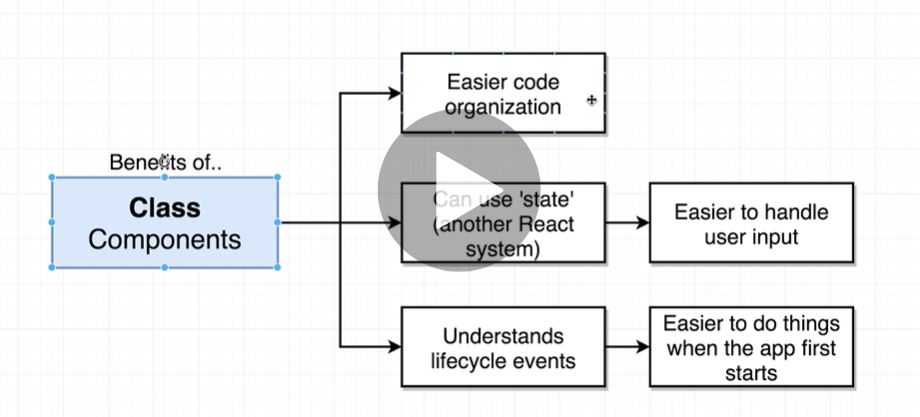 Benefits of..
Class
Components
Easier code
organization
Can use 'state'
(another React
system)
Easier to handle
user input
Understands
lifecycle events
Easier to do things
when the app first
starts